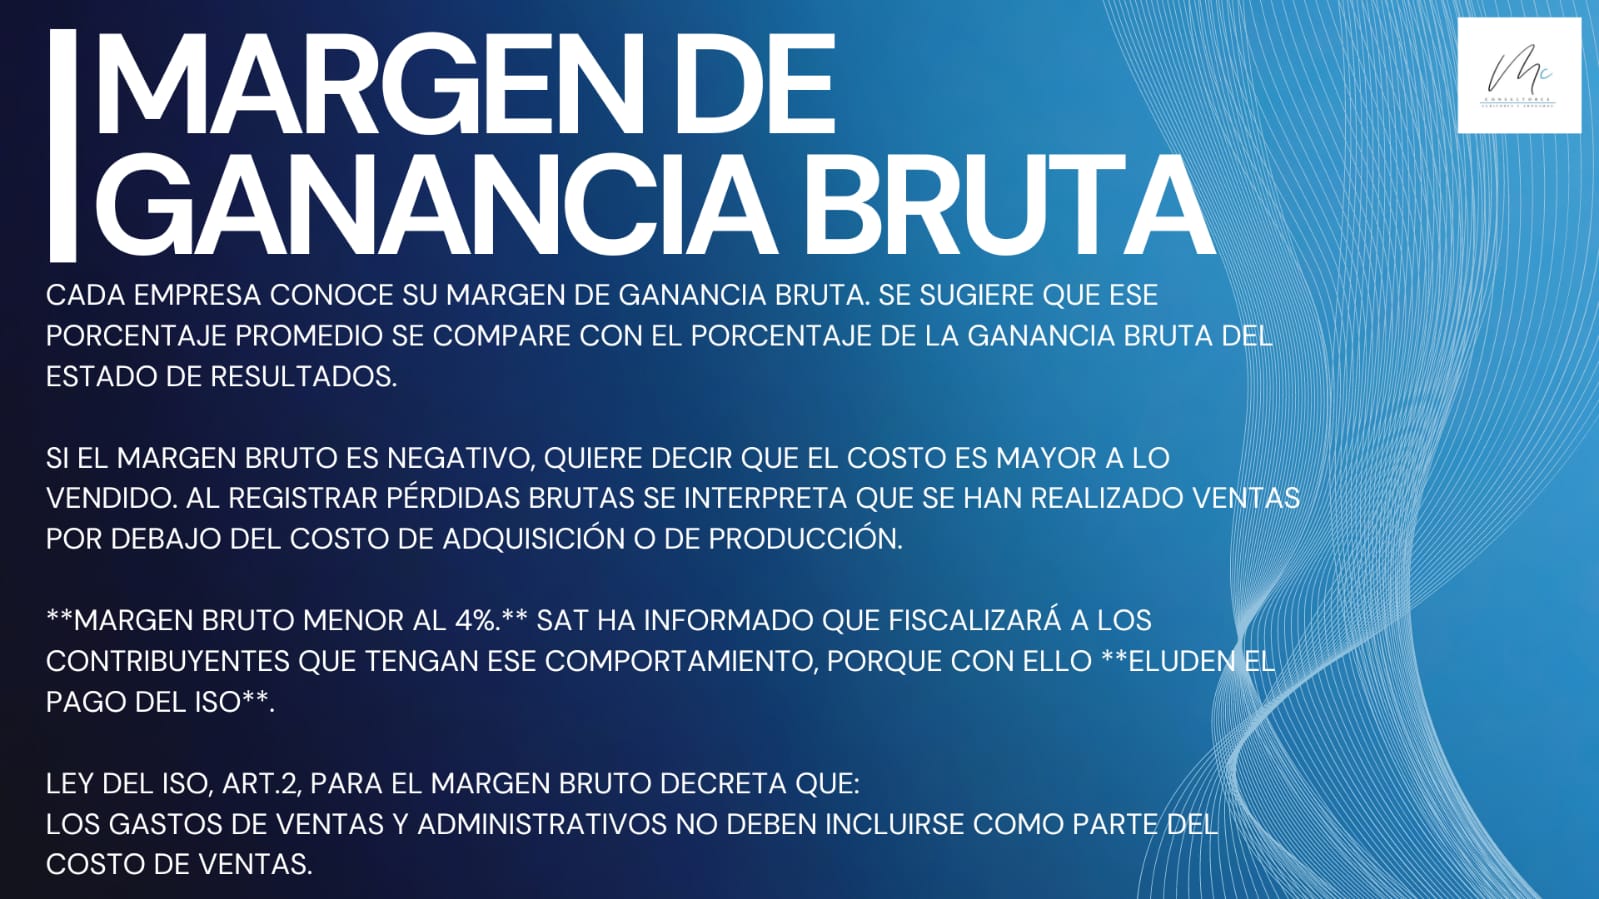 MARGEN DE
GANANCIA BRUTA
Mc
CONSULTORES
CADA EMPRESA CONOCE SU MARGEN DE GANANCIA BRUTA. SE SUGIERE QUE ESE
PORCENTAJE PROMEDIO SE COMPARE CON EL PORCENTAJE DE LA GANANCIA BRUTA DEL
ESTADO DE RESULTADOS.
SI EL MARGEN BRUTO ES NEGATIVO, QUIERE DECIR QUE EL COSTO ES MAYOR A LO
VENDIDO. AL REGISTRAR PÉRDIDAS BRUTAS SE INTERPRETA QUE SE HAN REALIZADO VENTAS
POR DEBAJO DEL COSTO DE ADQUISICIÓN O DE PRODUCCIÓN.
**MARGEN BRUTO MENOR AL 4%.** SAT HA INFORMADO QUE FISCALIZARÁ A LOS
CONTRIBUYENTES QUE TENGAN ESE COMPORTAMIENTO, PORQUE CON ELLO **ELUDEN EL
PAGO DEL ISO**.
LEY DEL ISO, ART.2, PARA EL MARGEN BRUTO DECRETA QUE:
LOS GASTOS DE VENTAS Y ADMINISTRATIVOS NO DEBEN INCLUIRSE COMO PARTE DEL
COSTO DE VENTAS.